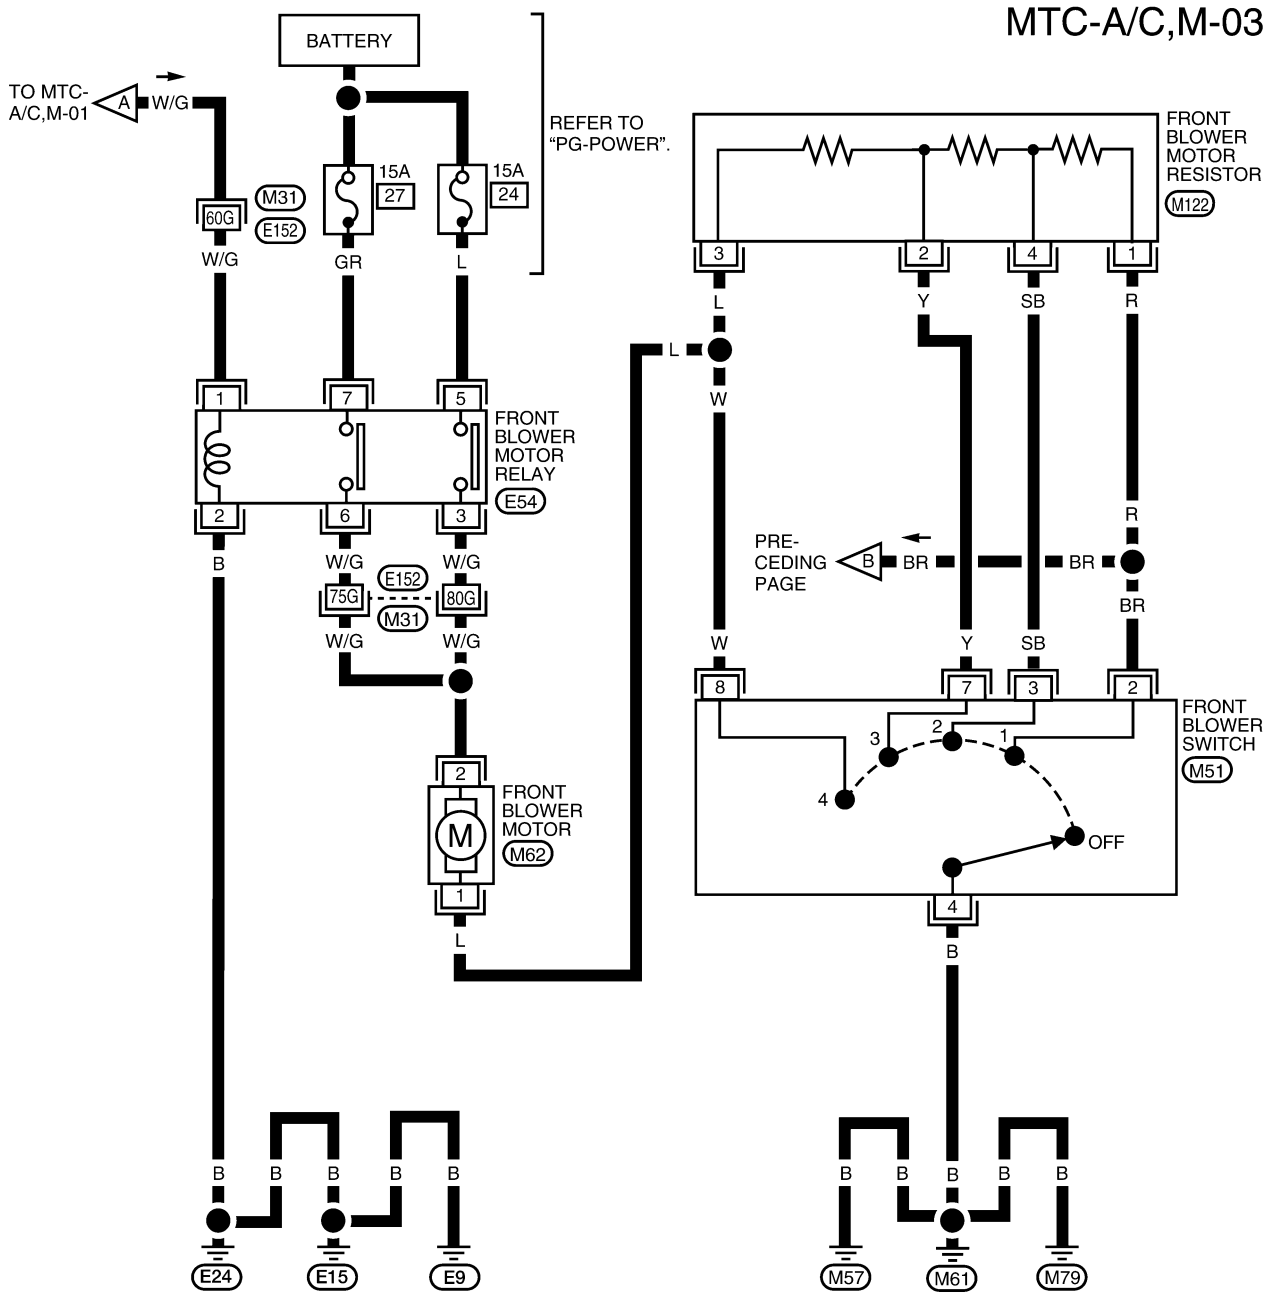 MTC-A/C,M-03
BATTERY
TO MTC-
A/C,M-01
A
W/G
REFER TO
“PG-POWER”.
15A
27
15A
24
M31
60G
E152
W/G
GR
L
1
7
5
FRONT
BLOWER
MOTOR
RELAY
E54
2
6
3
B
W/G
W/G
E152
75G
80G
M31
W/G
W/G
2
FRONT
BLOWER
MOTOR
M
M62
1
L
FRONT
BLOWER
MOTOR
RESISTOR
M122
3
2
4
1
L
Y
SB
R
L
W
R
PRE-
CEDING
PAGE
B
BR
BR
BR
W
Y
SB
8
7
3
2
FRONT
BLOWER
SWITCH
M51
3
2
1
4
OFF
4
B
B
B
B
B
B
E24
E15
E9
B
B
B
B
B
M57
M61
M79